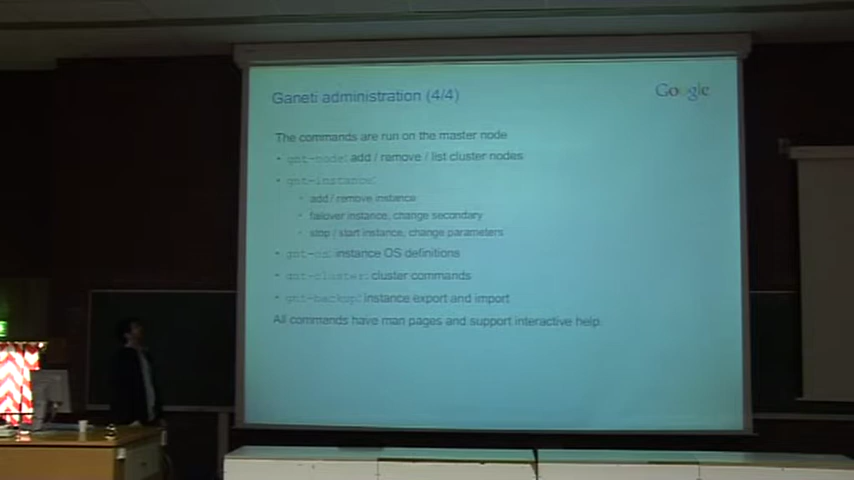 Ganeti administration (4/4)
Google
The commands are run on the master node
• gnt-node: add / remove / list cluster nodes
• gnt-instance:
• add / remove instance
• failover instance, change secondary
• stop / start instance, change parameters
• gnt-os: instance OS definitions
• gnt-cluster: cluster commands
• gnt-backup: instance export and import
All commands have man pages and support interactive help.